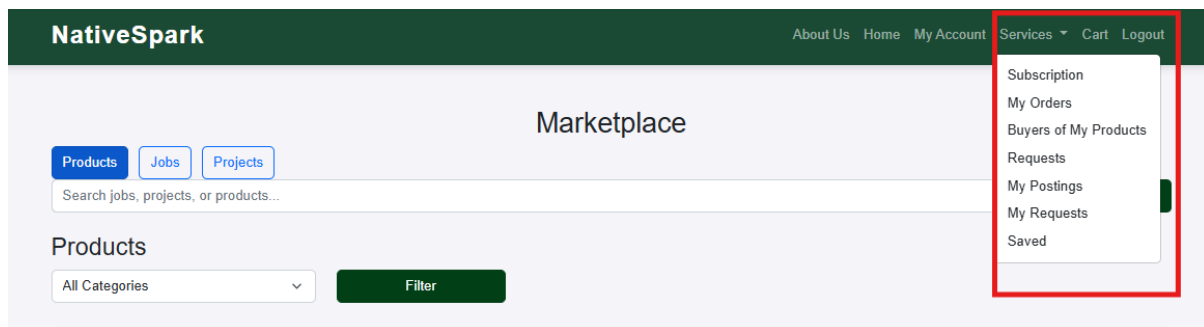 NativeSpark
About Us Home My Account Services Cart Logout
Subscription
My Orders
Buyers of My Products
Requests
My Postings
My Requests
Saved
Marketplace
Products Jobs Projects
Search jobs, projects, or products...
Products
All Categories
Filter